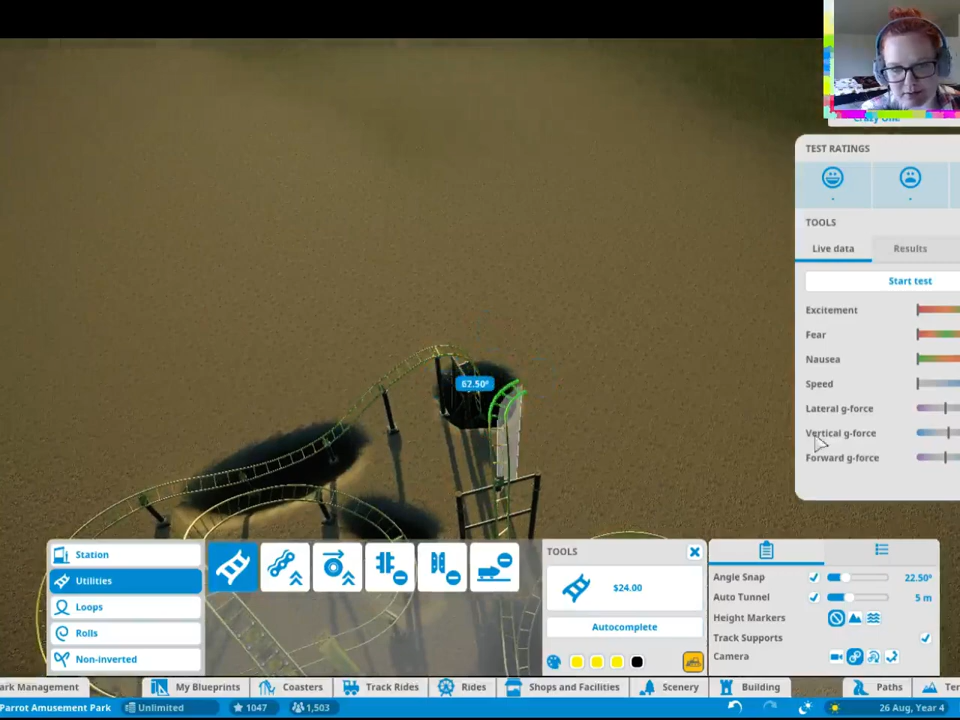 Crazy One
TEST RATINGS
TOOLS
Live data
Results
Start test
Excitement
Fear
Nausea
Speed
Lateral g-force
Vertical g-force
Forward g-force
62.50°
Station
Utilities
Loops
Rolls
Non-inverted
TOOLS
$24.00
Autocomplete
Angle Snap
22.50°
Auto Tunnel
5 m
Height Markers
Track Supports
Camera
ark Management
My Blueprints
Coasters
Track Rides
Rides
Shops and Facilities
Scenery
Building
Paths
Ter
Parrot Amusement Park
Unlimited
1047
1,503
26 Aug, Year 4